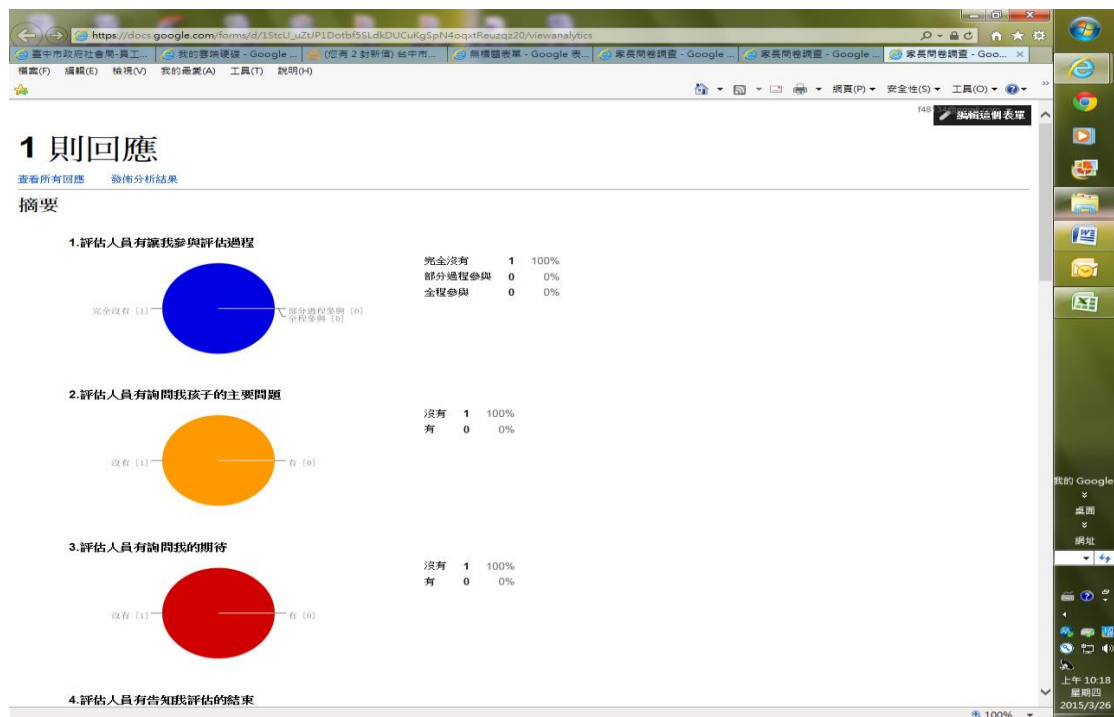 https://docs.google.com/forms/d/1StcU_uZtJP1Dotbf5SLdkDUCuKgSpN4oqxtReuzqz20/viewanalytics
臺中市政府社會局-員工...
我的雲端硬碟 - Google ...
(您有 2 封新信) 台中市...
無標題表單 - Google 表...
家長問卷調查 - Google ...
家長問卷調查 - Google ...
家長問卷調查 - Goo...
檔案(F) 編輯(E) 檢視(V) 我的最愛(A) 工具(T) 說明(H)
網頁(P) 安全性(S) 工具(O)
編輯這個表單
1 則回應
查看所有回應 發佈分析結果
摘要
1.評估人員有讓我參與評估過程
完全沒有 1 100%
部分過程參與 0 0%
全程參與 0 0%
完全沒有 [1]
部分過程參與 [0]
全程參與 [0]
2.評估人員有詢問我孩子的主要問題
沒有 1 100%
有 0 0%
沒有 [1]
有 [0]
3.評估人員有詢問我的期待
沒有 1 100%
有 0 0%
沒有 [1]
有 [0]
4.評估人員有告知我評估的結束
100%
我的 Google
桌面
網址
上午 10:18
星期四
2015/3/26